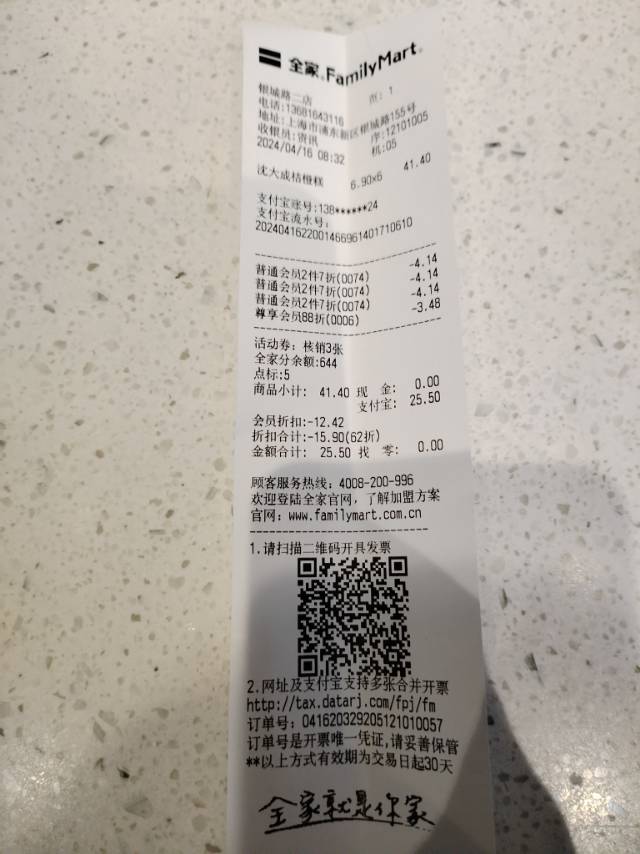 全家 FamilyMart
银城路二店 页: 1
电话:13681643116
地址:上海市浦东新区银城路155号
收银员:资讯 序:12101005
2024/04/16 08:32 机:05
沈大成桔橙糕 6.90×6 41.40
支付宝账号:138******24
支付宝流水号:
2024041622001466961401710610
普通会员2件7折(0074) -4.14
普通会员2件7折(0074) -4.14
普通会员2件7折(0074) -4.14
尊享会员88折(0006) -3.48
活动券: 核销3张
全家分余额:644
点标:5
商品小计: 41.40 现 金: 0.00
支付宝: 25.50
会员折扣:-12.42
折扣合计:-15.90(62折)
金额合计: 25.50 找 零: 0.00
顾客服务热线: 4008-200-996
欢迎登陆全家官网,了解加盟方案
官网: www.familymart.com.cn
1.请扫描二维码开具发票
2.网址及支付宝支持多张合并开票
http://tax.datarj.com/fpj/fm
订单号: 041620329205121010057
订单号是开票唯一凭证,请妥善保管
**以上方式有效期为交易日起30天
全家就是你家